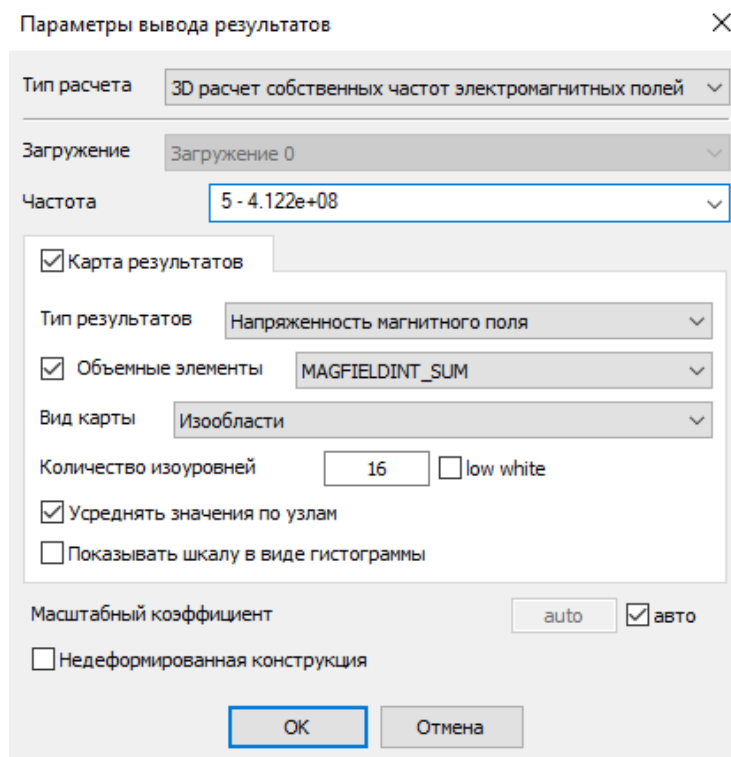 Параметры вывода результатов
Тип расчета 3D расчет собственных частот электромагнитных полей
Загружение Загружение 0
Частота 5 - 4.122e+08
Карта результатов
Тип результатов Напряженность магнитного поля
Объемные элементы MAGFIELDINT_SUM
Вид карты Изообласти
Количество изоуровней 16 low white
Усреднять значения по узлам
Показывать шкалу в виде гистограммы
Масштабный коэффициент auto авто
Недеформированная конструкция
OK Отмена